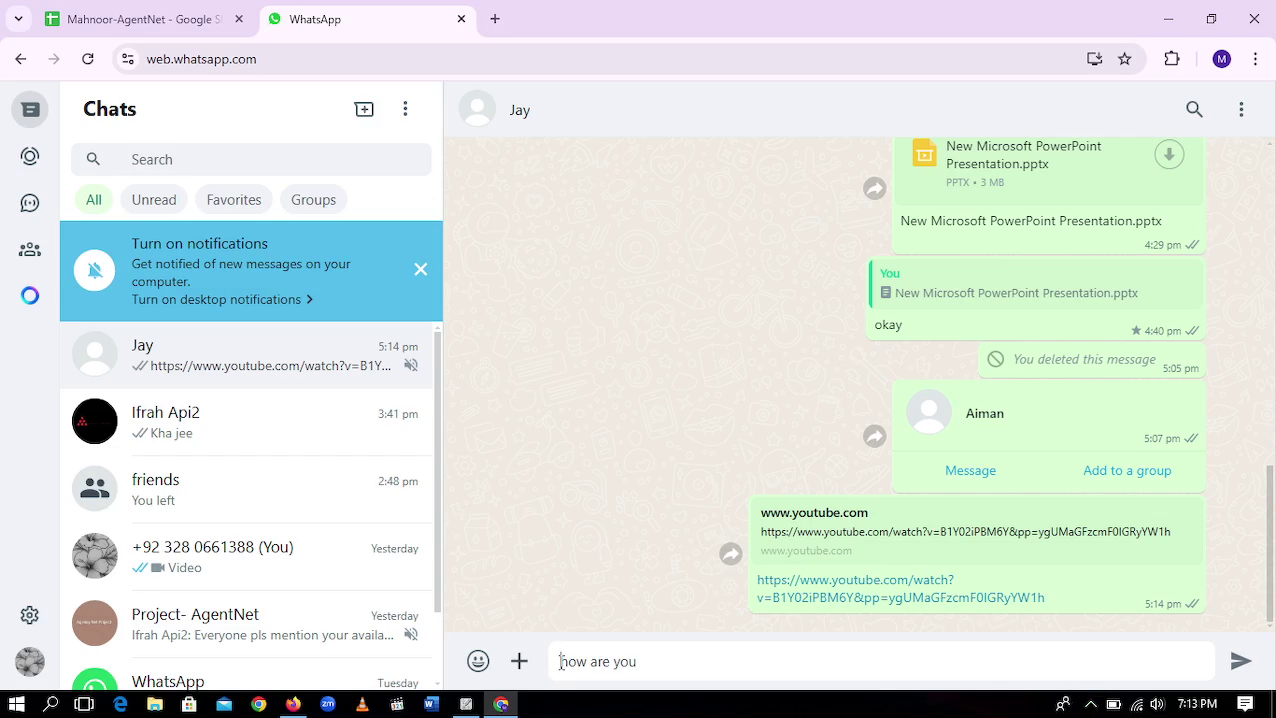 Mahnoor-AgentNet - Google S
WhatsApp
web.whatsapp.com
M
Chats
Search
All
Unread
Favorites
Groups
Turn on notifications
Get notified of new messages on your
computer.
Turn on desktop notifications >
Jay
5:14 pm
https://www.youtube.com/watch?v=B1Y...
Ifrah Api2
3:41 pm
Kha jee
friends
2:48 pm
You left
+92 328 0661388 (You)
Yesterday
Video
Project- AgentNet
Yesterday
Ifrah Api2: Everyone pls mention your availa...
WhatsApp
Tuesday
Jay
New Microsoft PowerPoint
Presentation.pptx
PPTX • 3 MB
New Microsoft PowerPoint Presentation.pptx
4:29 pm
You
New Microsoft PowerPoint Presentation.pptx
okay
4:40 pm
You deleted this message
5:05 pm
Aiman
5:07 pm
Message
Add to a group
www.youtube.com
https://www.youtube.com/watch?v=B1Y02iPBM6Y&pp=ygUMaGFzcmF0IGRyYW1h
www.youtube.com
https://www.youtube.com/watch?
v=B1Y02iPBM6Y&pp=ygUMaGFzcmF0IGRyYW1h
5:14 pm
how are you
7:13 PM